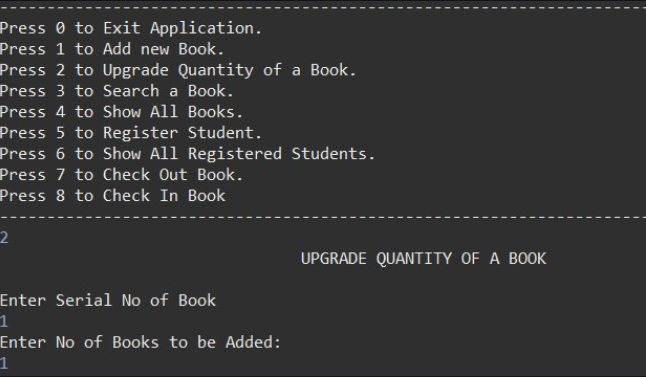 Press 0 to Exit Application.
Press 1 to Add new Book.
Press 2 to Upgrade Quantity of a Book.
Press 3 to Search a Book.
Press 4 to Show All Books.
Press 5 to Register Student.
Press 6 to Show All Registered Students.
Press 7 to Check Out Book.
Press 8 to Check In Book
2
UPGRADE QUANTITY OF A BOOK
Enter Serial No of Book
1
Enter No of Books to be Added:
1